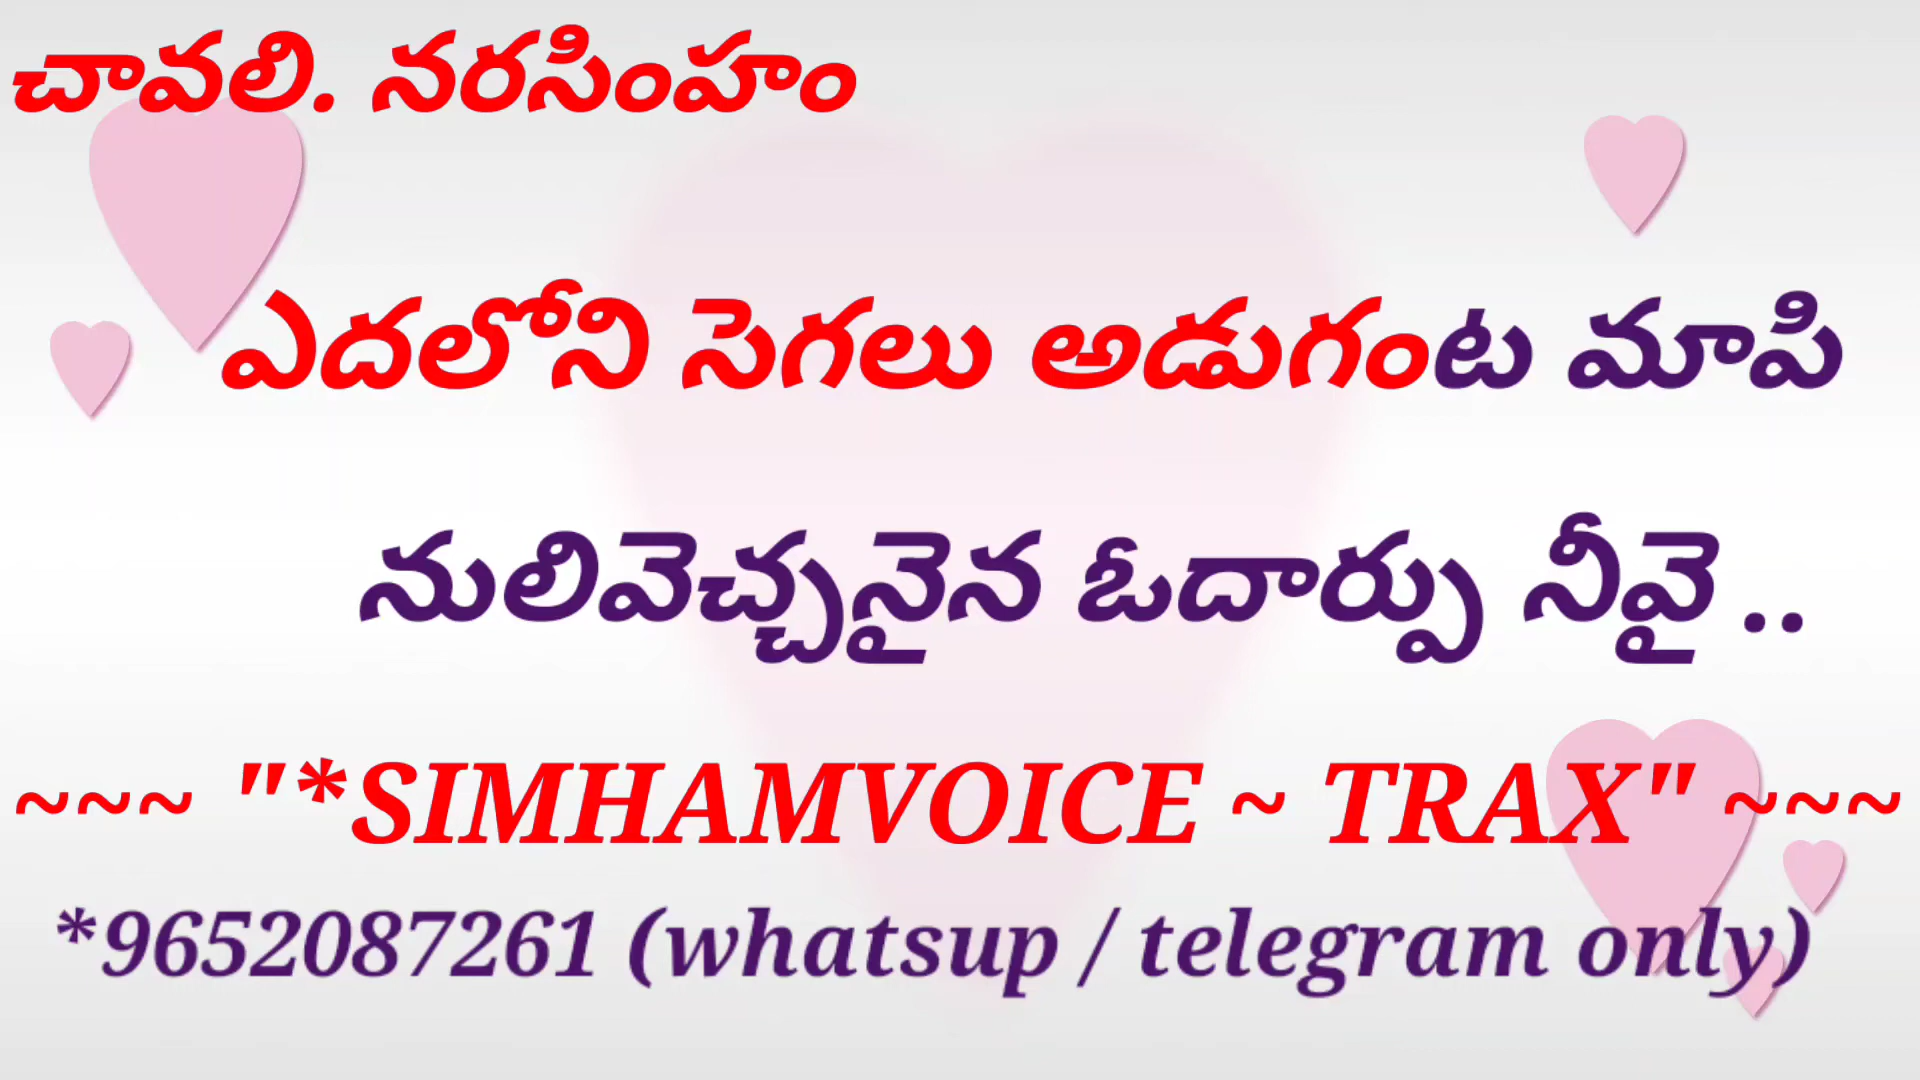 చావలి. నరసింహం
ఎదలోని సెగలు అడుగంట మాపి
నులివెచ్చనైన ఓదార్పు నీవై ..
~~~ "*SIMHAMVOICE ~ TRAX" ~~~
*9652087261 (whatsup / telegram only)